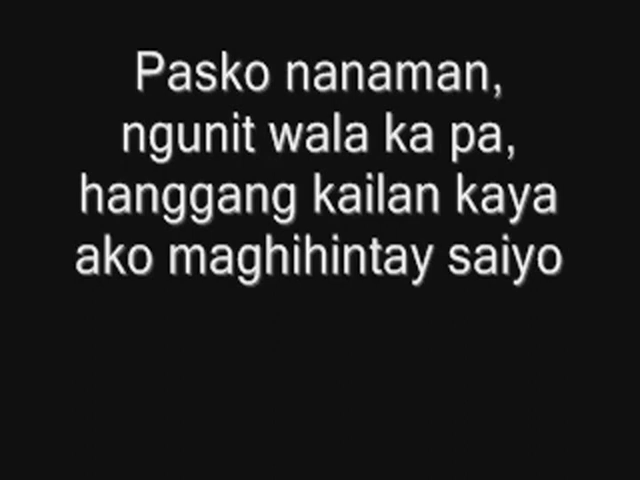 Pasko nanaman,
ngunit wala ka pa,
hanggang kailan kaya
ako maghihintay saiyo